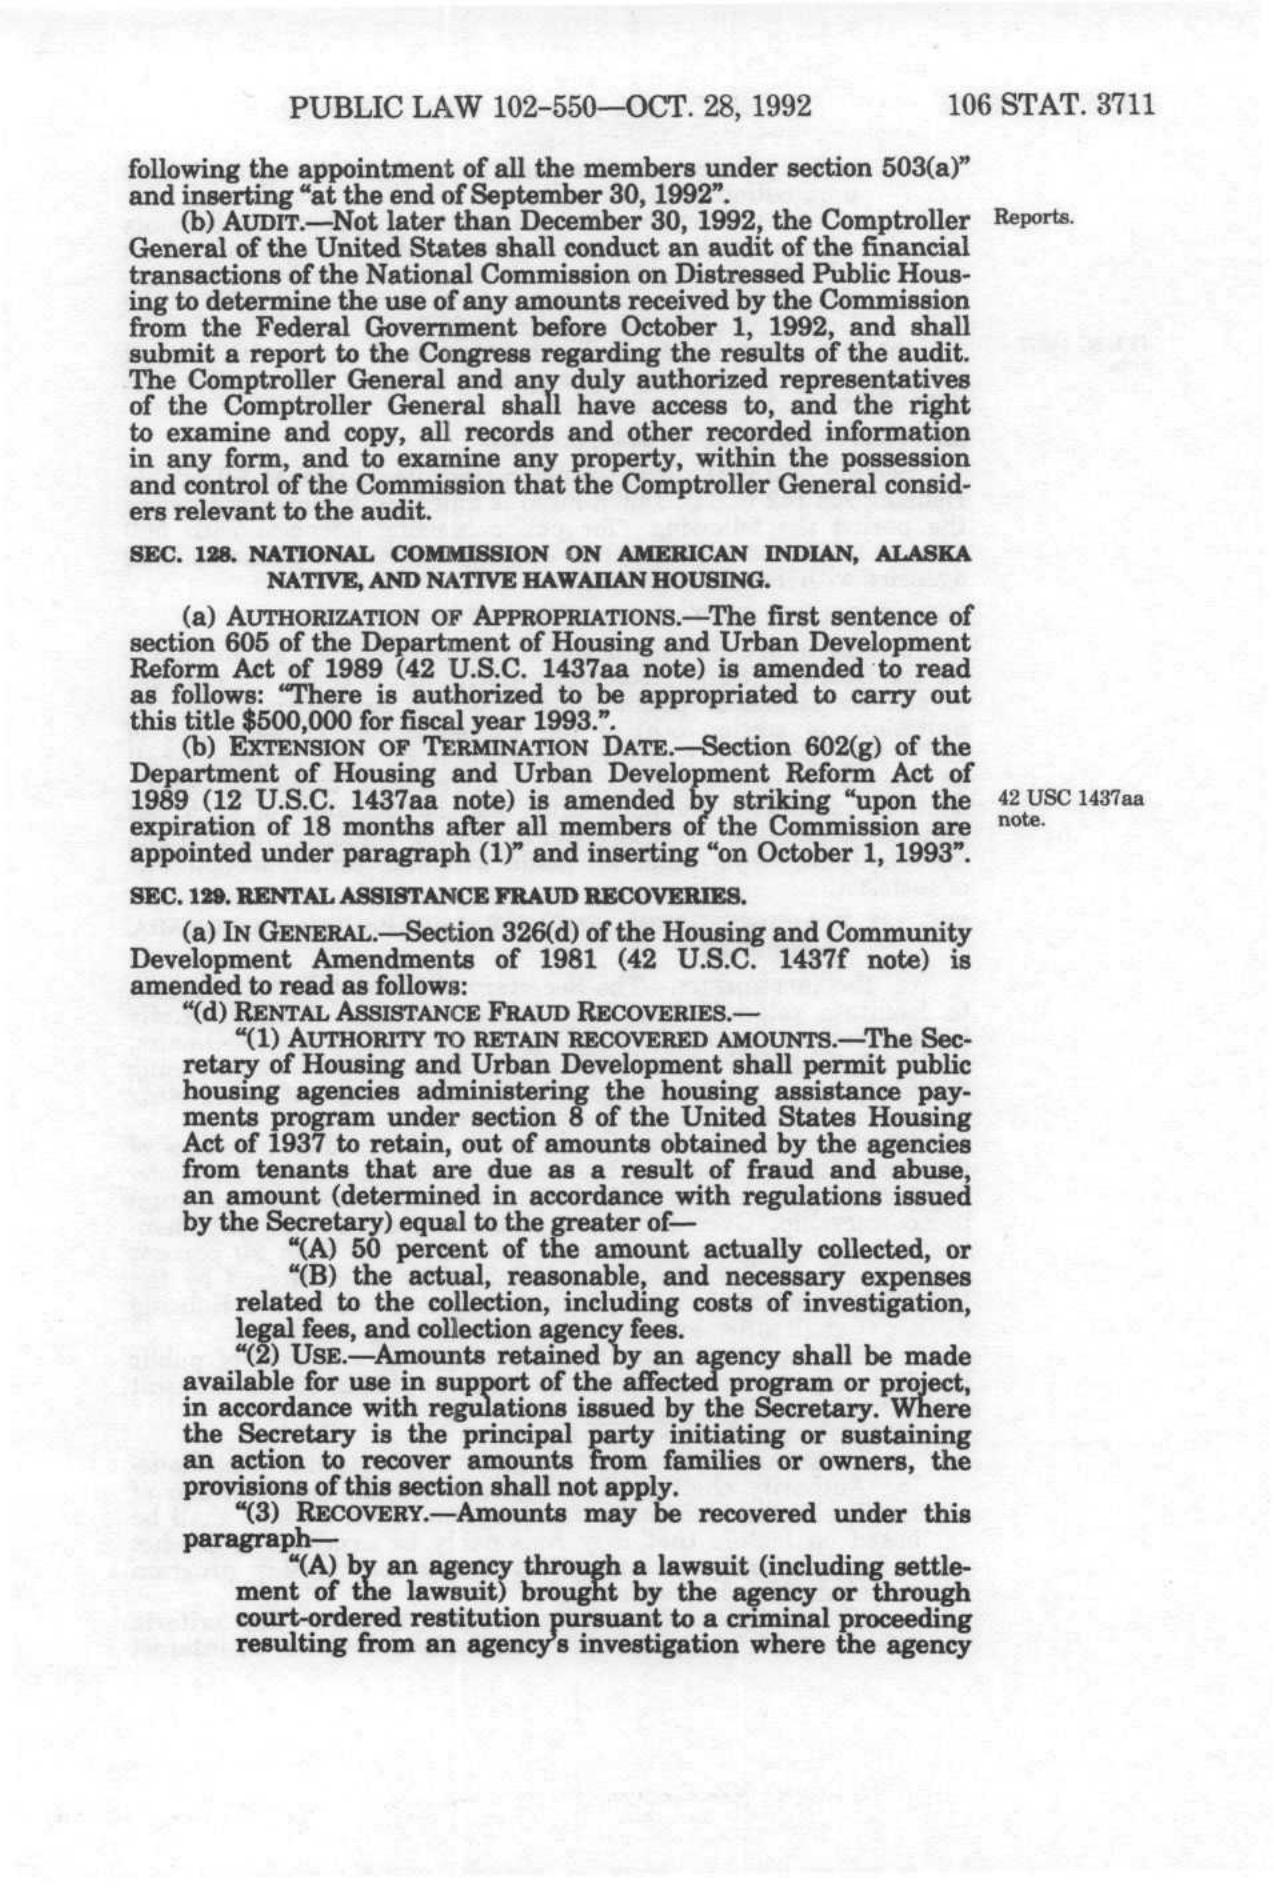 PUBLIC LAW 102–550—OCT. 28, 1992 106 STAT. 3711
following the appointment of all the members under section 503(a)”
and inserting “at the end of September 30, 1992”.
(b) AUDIT.—Not later than December 30, 1992, the Comptroller Reports.
General of the United States shall conduct an audit of the financial
transactions of the National Commission on Distressed Public Hous-
ing to determine the use of any amounts received by the Commission
from the Federal Government before October 1, 1992, and shall
submit a report to the Congress regarding the results of the audit.
The Comptroller General and any duly authorized representatives
of the Comptroller General shall have access to, and the right
to examine and copy, all records and other recorded information
in any form, and to examine any property, within the possession
and control of the Commission that the Comptroller General consid-
ers relevant to the audit.
SEC. 128. NATIONAL COMMISSION ON AMERICAN INDIAN, ALASKA
NATIVE, AND NATIVE HAWAIIAN HOUSING.
(a) AUTHORIZATION OF APPROPRIATIONS.—The first sentence of
section 605 of the Department of Housing and Urban Development
Reform Act of 1989 (42 U.S.C. 1437aa note) is amended to read
as follows: “There is authorized to be appropriated to carry out
this title $500,000 for fiscal year 1993.”.
(b) EXTENSION OF TERMINATION DATE.—Section 602(g) of the
Department of Housing and Urban Development Reform Act of
1989 (12 U.S.C. 1437aa note) is amended by striking “upon the 42 USC 1437aa
expiration of 18 months after all members of the Commission are note.
appointed under paragraph (1)” and inserting “on October 1, 1993”.
SEC. 129. RENTAL ASSISTANCE FRAUD RECOVERIES.
(a) IN GENERAL.—Section 326(d) of the Housing and Community
Development Amendments of 1981 (42 U.S.C. 1437f note) is
amended to read as follows:
“(d) RENTAL ASSISTANCE FRAUD RECOVERIES.—
“(1) AUTHORITY TO RETAIN RECOVERED AMOUNTS.—The Sec-
retary of Housing and Urban Development shall permit public
housing agencies administering the housing assistance pay-
ments program under section 8 of the United States Housing
Act of 1937 to retain, out of amounts obtained by the agencies
from tenants that are due as a result of fraud and abuse,
an amount (determined in accordance with regulations issued
by the Secretary) equal to the greater of—
“(A) 50 percent of the amount actually collected, or
“(B) the actual, reasonable, and necessary expenses
related to the collection, including costs of investigation,
legal fees, and collection agency fees.
“(2) USE.—Amounts retained by an agency shall be made
available for use in support of the affected program or project,
in accordance with regulations issued by the Secretary. Where
the Secretary is the principal party initiating or sustaining
an action to recover amounts from families or owners, the
provisions of this section shall not apply.
“(3) RECOVERY.—Amounts may be recovered under this
paragraph—
“(A) by an agency through a lawsuit (including settle-
ment of the lawsuit) brought by the agency or through
court-ordered restitution pursuant to a criminal proceeding
resulting from an agency’s investigation where the agency